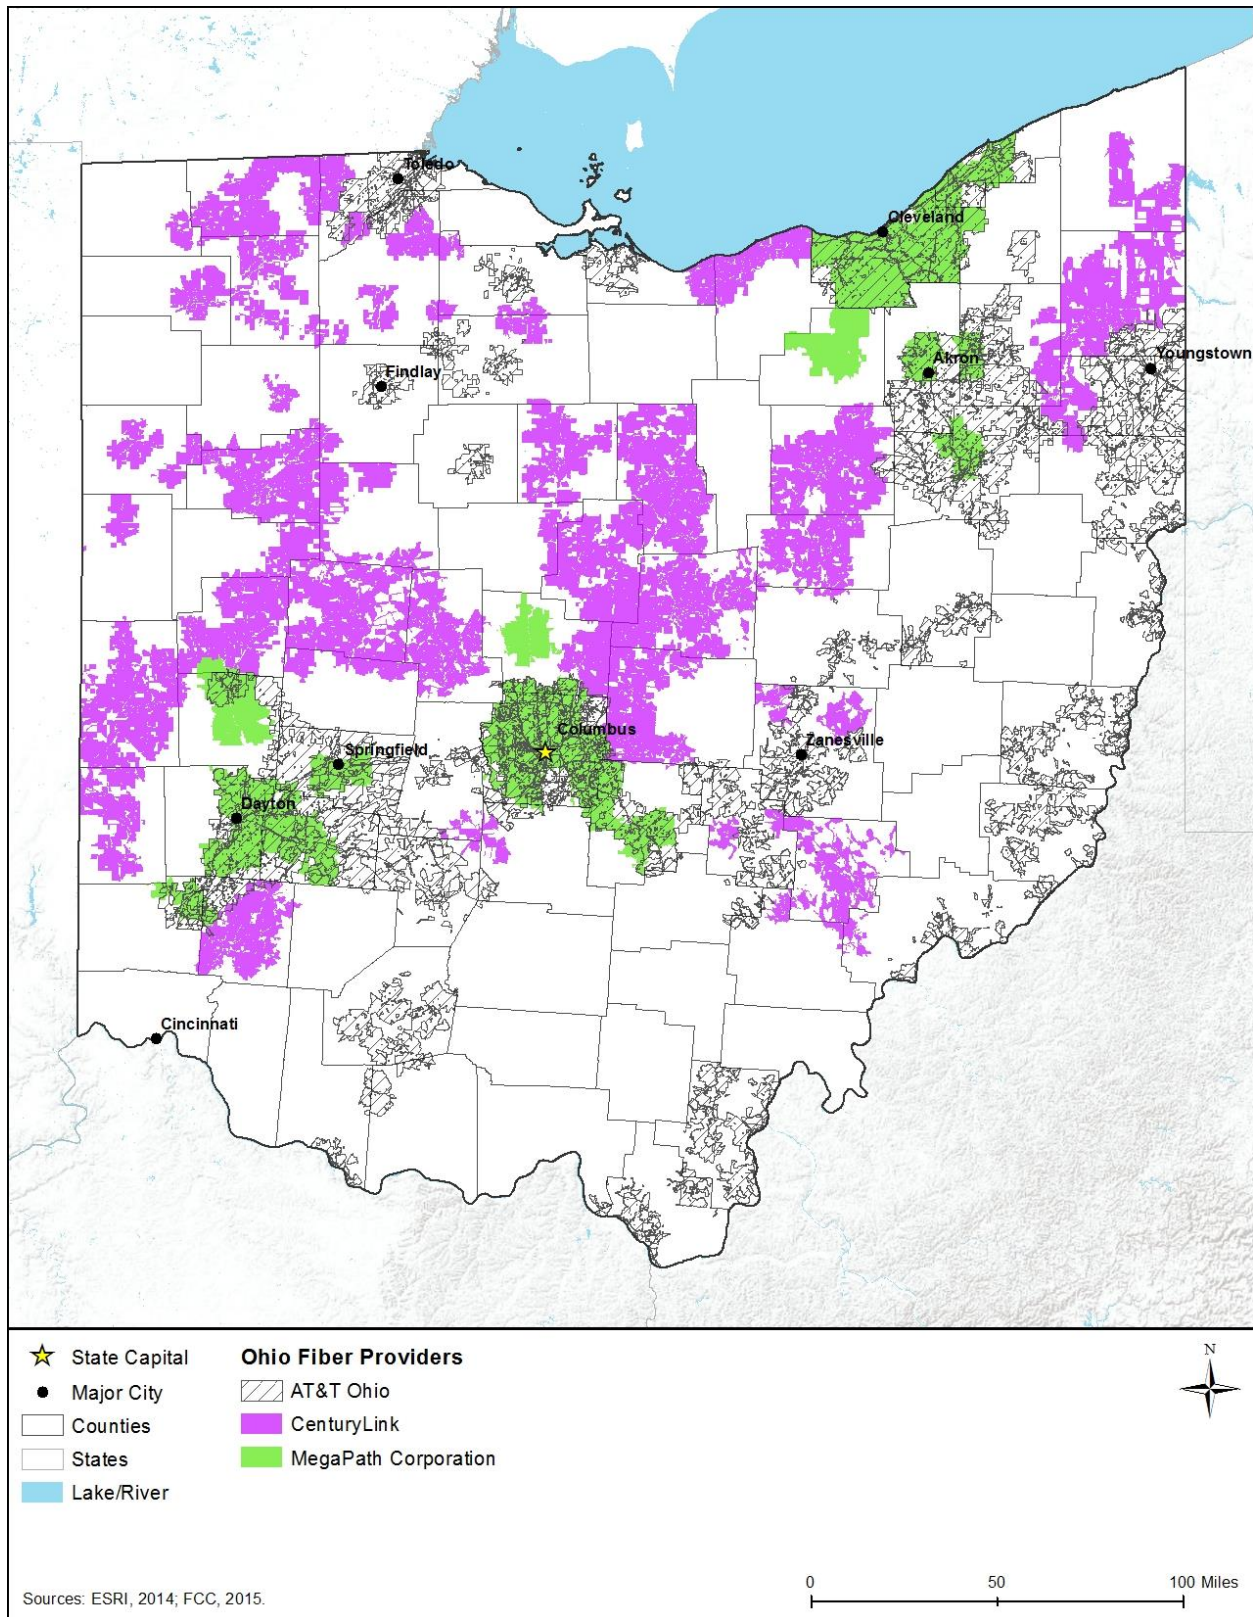 Toledo
Cleveland
Findlay
Akron
Youngstown
Columbus
Springfield
Zanesville
Dayton
Cincinnati
State Capital
Major City
Counties
States
Lake/River
Ohio Fiber Providers
AT&T Ohio
CenturyLink
MegaPath Corporation
N
0 50 100 Miles
Sources: ESRI, 2014; FCC, 2015.